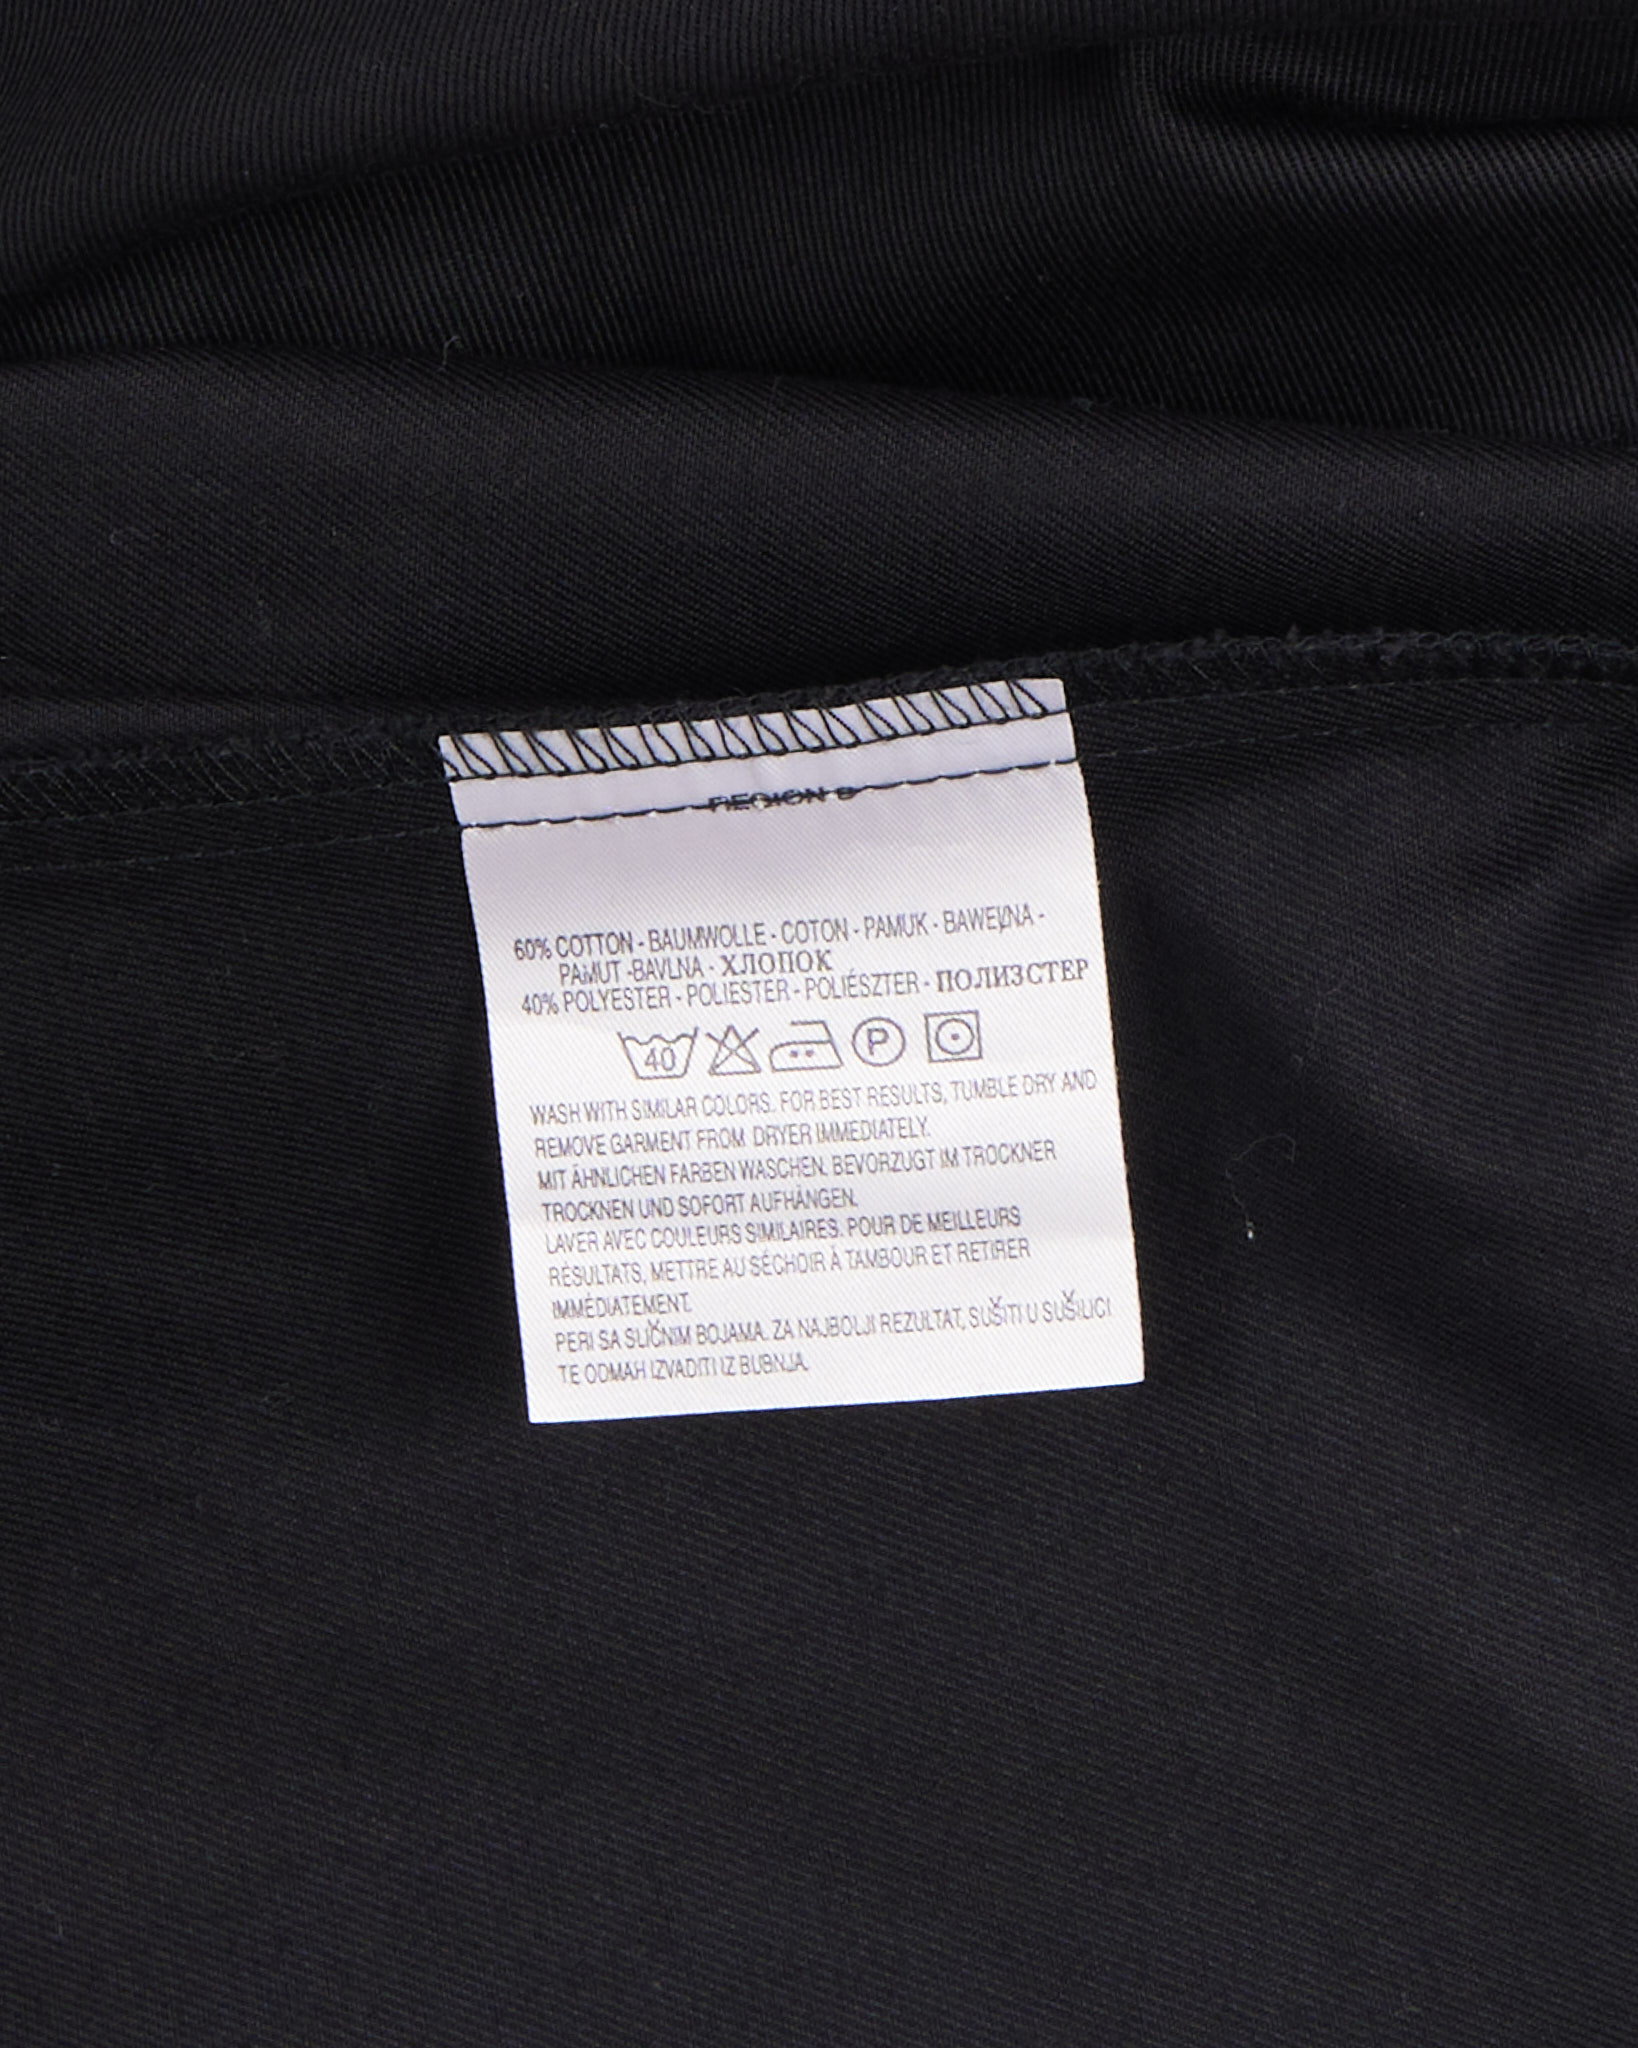 REGION B
60% COTTON - BAUMWOLLE - COTON - PAMUK - BAWEŁNA -
PAMUT -BAVLNA - ХЛОПОК
40% POLYESTER - POLIESTER - POLIÉSZTER - ПОЛИЗСТЕР
40 P
WASH WITH SIMILAR COLORS. FOR BEST RESULTS, TUMBLE DRY AND
REMOVE GARMENT FROM DRYER IMMEDIATELY.
MIT ÄHNLICHEN FARBEN WASCHEN. BEVORZUGT IM TROCKNER
TROCKNEN UND SOFORT AUFHÄNGEN.
LAVER AVEC COULEURS SIMILAIRES. POUR DE MEILLEURS
RÉSULTATS, METTRE AU SÉCHOIR À TAMBOUR ET RETIRER
IMMÉDIATEMENT.
PERI SA SLIČNIM BOJAMA. ZA NAJBOLJI REZULTAT, SUŠITI U SUŠILICI
TE ODMAH IZVADITI IZ BUBNJA.